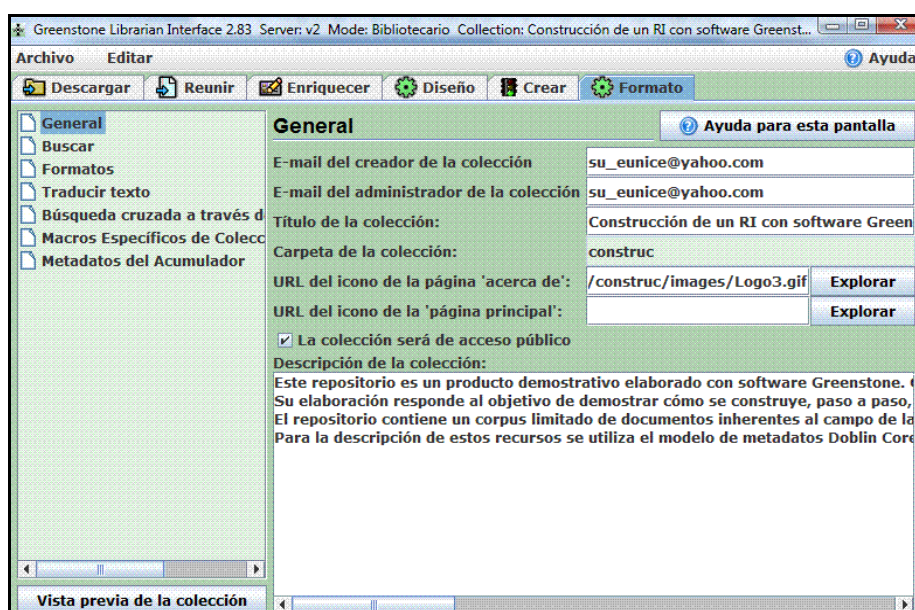 Greenstone Librarian Interface 2.83 Server: v2 Mode: Bibliotecario Collection: Construcción de un RI con software Greenst...
Archivo Editar Ayuda
Descargar Reunir Enriquecer Diseño Crear Formato
General
Buscar
Formatos
Traducir texto
Búsqueda cruzada a través d
Macros Específicos de Colecc
Metadatos del Acumulador
Vista previa de la colección
General Ayuda para esta pantalla
E-mail del creador de la colección su_eunice@yahoo.com
E-mail del administrador de la colección su_eunice@yahoo.com
Título de la colección: Construcción de un RI con software Green
Carpeta de la colección: construc
URL del icono de la página 'acerca de': /construc/images/Logo3.gif Explorar
URL del icono de la 'página principal': Explorar
La colección será de acceso público
Descripción de la colección:
Este repositorio es un producto demostrativo elaborado con software Greenstone.
Su elaboración responde al objetivo de demostrar cómo se construye, paso a paso,
El repositorio contiene un corpus limitado de documentos inherentes al campo de la
Para la descripción de estos recursos se utiliza el modelo de metadatos Doblin Core